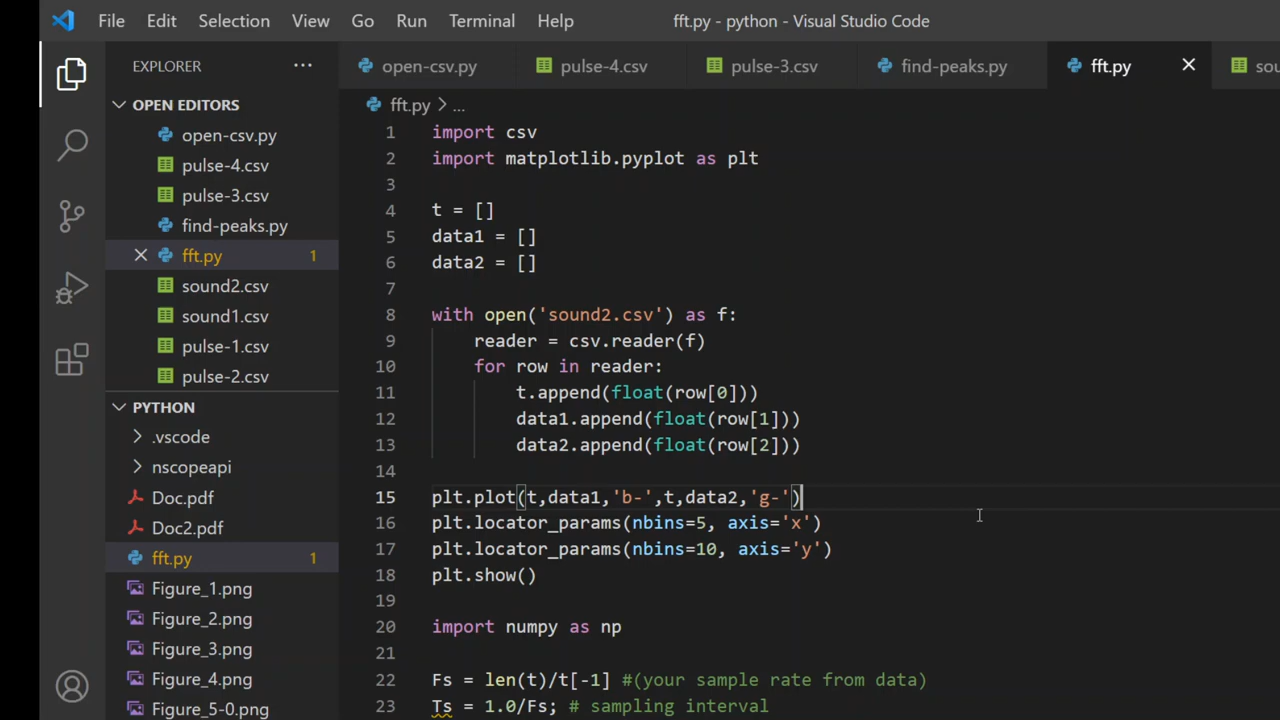 File Edit Selection View Go Run Terminal Help fft.py - python - Visual Studio Code
EXPLORER ···
open-csv.py pulse-4.csv pulse-3.csv find-peaks.py fft.py sou
OPEN EDITORS
open-csv.py
pulse-4.csv
pulse-3.csv
find-peaks.py
fft.py 1
sound2.csv
sound1.csv
pulse-1.csv
pulse-2.csv
PYTHON
.vscode
nscopeapi
Doc.pdf
Doc2.pdf
fft.py 1
Figure_1.png
Figure_2.png
Figure_3.png
Figure_4.png
Figure_5-0.png
fft.py > ...
1 import csv
2 import matplotlib.pyplot as plt
3
4 t = []
5 data1 = []
6 data2 = []
7
8 with open('sound2.csv') as f:
9 reader = csv.reader(f)
10 for row in reader:
11 t.append(float(row[0]))
12 data1.append(float(row[1]))
13 data2.append(float(row[2]))
14
15 plt.plot(t,data1,'b-',t,data2,'g-')
16 plt.locator_params(nbins=5, axis='x')
17 plt.locator_params(nbins=10, axis='y')
18 plt.show()
19
20 import numpy as np
21
22 Fs = len(t)/t[-1] #(your sample rate from data)
23 Ts = 1.0/Fs; # sampling interval